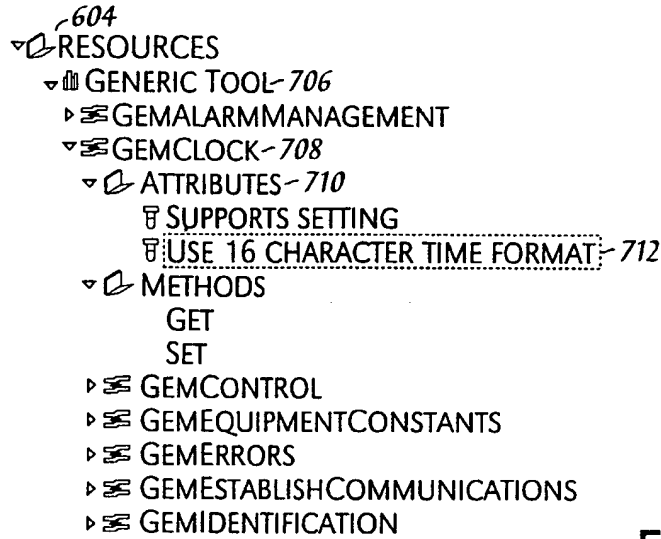 604
RESOURCES
GENERIC TOOL 706
GEMALARMMANAGEMENT
GEMCLOCK 708
ATTRIBUTES 710
SUPPORTS SETTING
USE 16 CHARACTER TIME FORMAT 712
METHODS
GET
SET
GEMCONTROL
GEMEQUIPMENTCONSTANTS
GEMERRORS
GEMESTABLISHCOMMUNICATIONS
GEMIDENTIFICATION